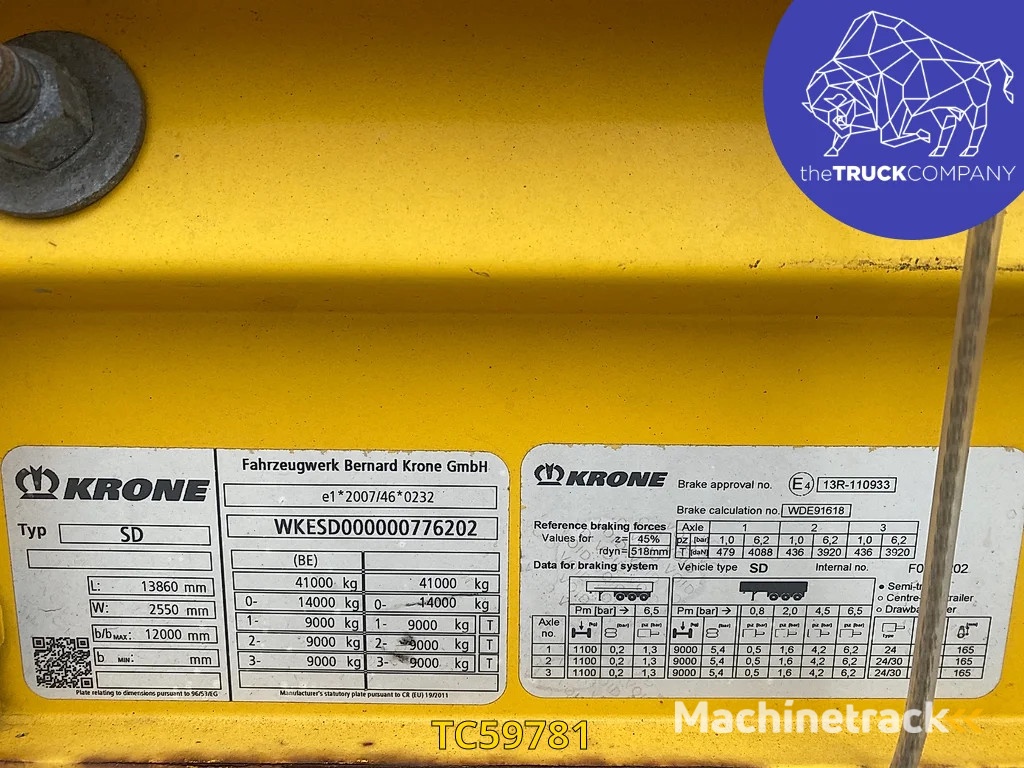 theTRUCKCOMPANY
KRONE
Typ SD
L: 13860 mm
W: 2550 mm
b/b MAX: 12000 mm
b MIN: mm
Plate relating to dimensions pursuant to 96/53/EG
Fahrzeugwerk Bernard Krone GmbH
e1*2007/46*0232
WKESD000000776202
(BE)
41000 kg 41000 kg
0- 14000 kg 0- 14000 kg
1- 9000 kg 1- 9000 kg T
2- 9000 kg 2- 9000 kg T
3- 9000 kg 3- 9000 kg T
Manufacturer's statutory plate pursuant to CR (EU) 19/2011
KRONE
Brake approval no. E4 13R-110933
Brake calculation no. WDE91618
Reference braking forces Axle 1 2 3
Values for z= 45% pz [bar] 1,0 6,2 1,0 6,2 1,0 6,2
rdyn= 518mm T [daN] 479 4088 436 3920 436 3920
Data for braking system Vehicle type SD Internal no.
Pm [bar] → 6,5 Pm [bar] → 0,8 2,0 4,5 6,5
Axle no. Type
1 1100 0,2 1,3 9000 5,4 0,5 1,6 4,2 6,2 24 165
2 1100 0,2 1,3 9000 5,4 0,5 1,6 4,2 6,2 24/30 165
3 1100 0,2 1,3 9000 5,4 0,5 1,6 4,2 6,2 24/30 165
TC59781
Machinetrack